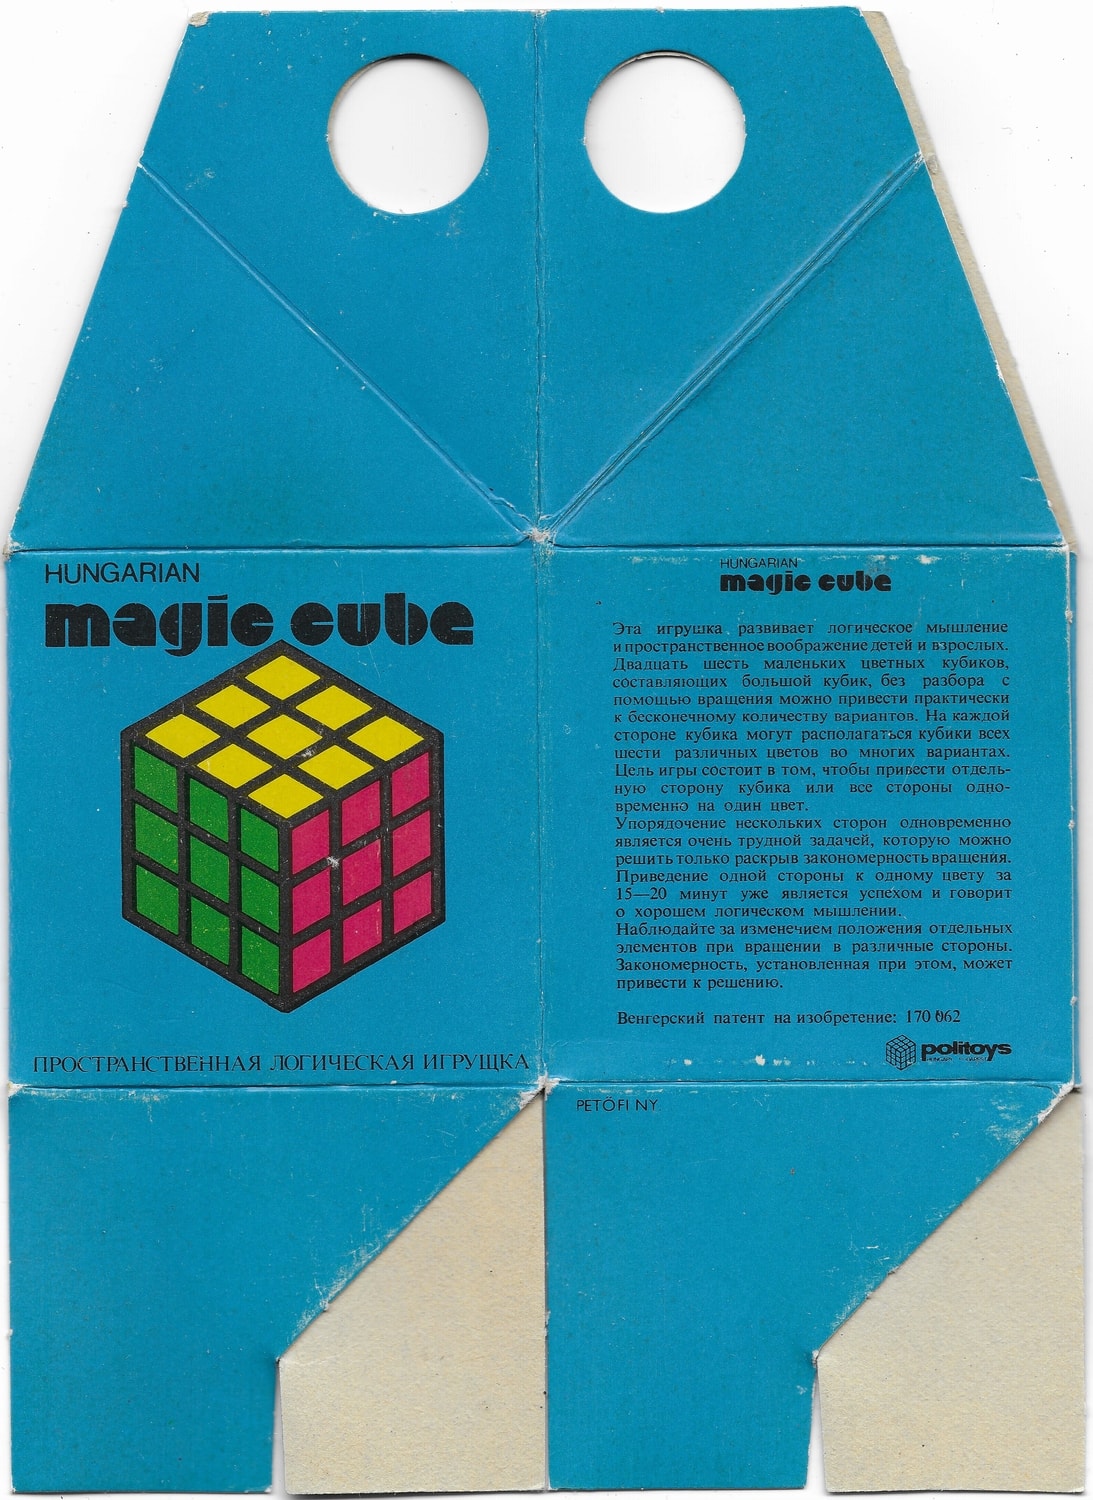 HUNGARIAN
magic cube
ПРОСТРАНСТВЕННАЯ ЛОГИЧЕСКАЯ ИГРУЩКА
HUNGARIAN
magic cube
Эта игрушка развивает логическое мышление
и пространственное воображение детей и взрослых.
Двадцать шесть маленьких цветных кубиков,
составляющих большой кубик, без разбора с
помощью вращения можно привести практически
к бесконечному количеству вариантов. На каждой
стороне кубика могут располагаться кубики всех
шести различных цветов во многих вариантах.
Цель игры состоит в том, чтобы привести отдель-
ную сторону кубика или все стороны одно-
временно на один цвет.
Упорядочение нескольких сторон одновременно
является очень трудной задачей, которую можно
решить только раскрыв закономерность вращения.
Приведение одной стороны к одному цвету за
15—20 минут уже является успехом и говорит
о хорошем логическом мышлении.
Наблюдайте за изменечием положения отдельных
элементов при вращении в различные стороны.
Закономерность, установленная при этом, может
привести к решению.
Венгерский патент на изобретение: 170 062
politoys
PETŐFI NY.